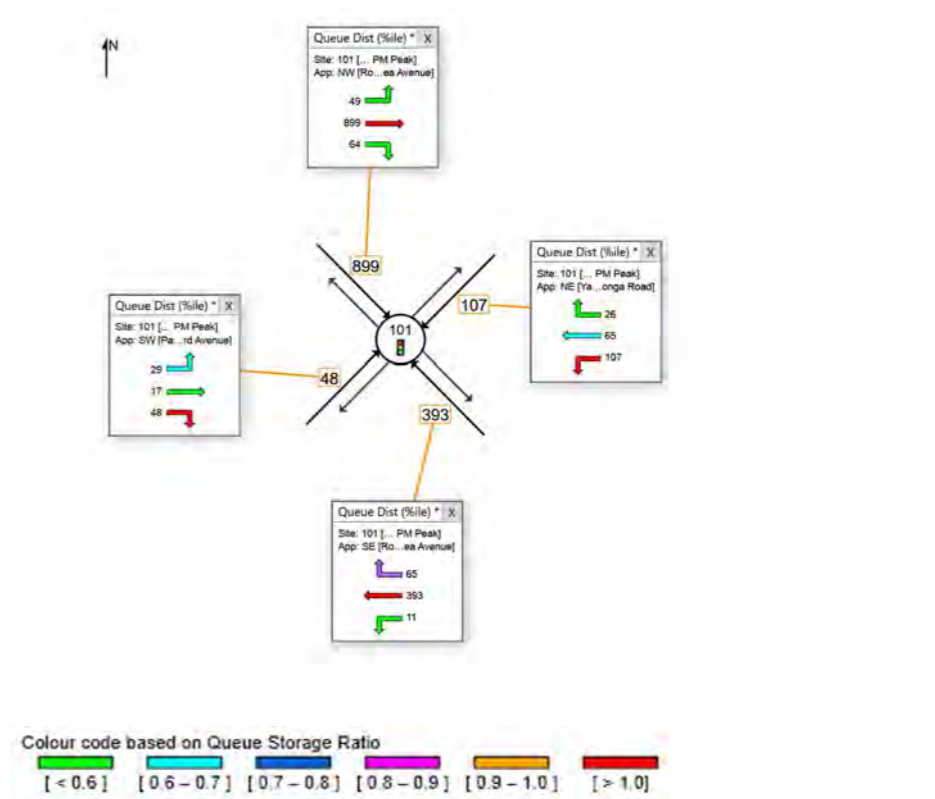 N
Queue Dist (%ile) * X
Site: 101 [... PM Peak]
App: NW [Ro...ea Avenue]
49
899
64
899
Queue Dist (%ile) * X
Site: 101 [... PM Peak]
App: NE [Ya...onga Road]
26
65
107
107
101
Queue Dist (%ile) * X
Site: 101 [... PM Peak]
App: SW [Pa...rd Avenue]
29
17
48
48
393
Queue Dist (%ile) * X
Site: 101 [... PM Peak]
App: SE [Ro...ea Avenue]
65
393
11
Colour code based on Queue Storage Ratio
[ < 0.6 ] [ 0.6 – 0.7 ] [ 0.7 – 0.8 ] [ 0.8 – 0.9 ] [ 0.9 – 1.0 ] [ > 1.0]